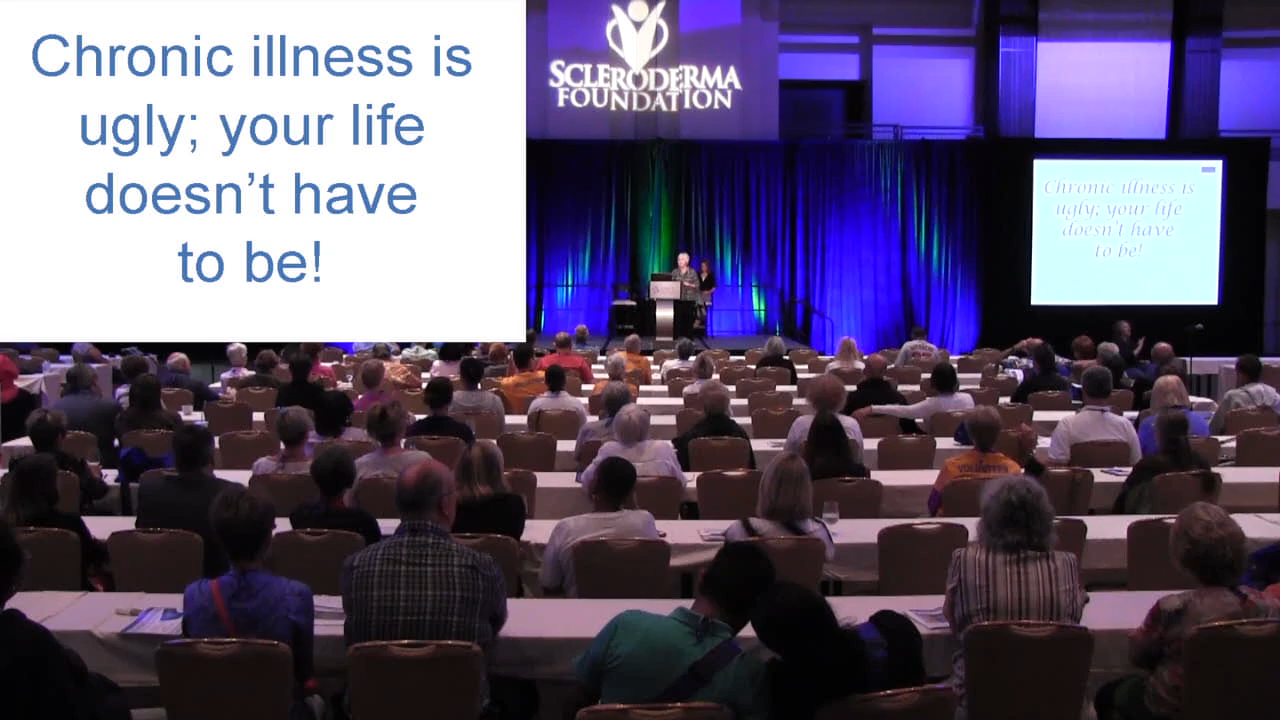 Chronic illness is
ugly; your life
doesn't have
to be!
SCLERODERMA
FOUNDATION
Chronic illness is
ugly; your life
doesn't have
to be!
VOLUNTEER